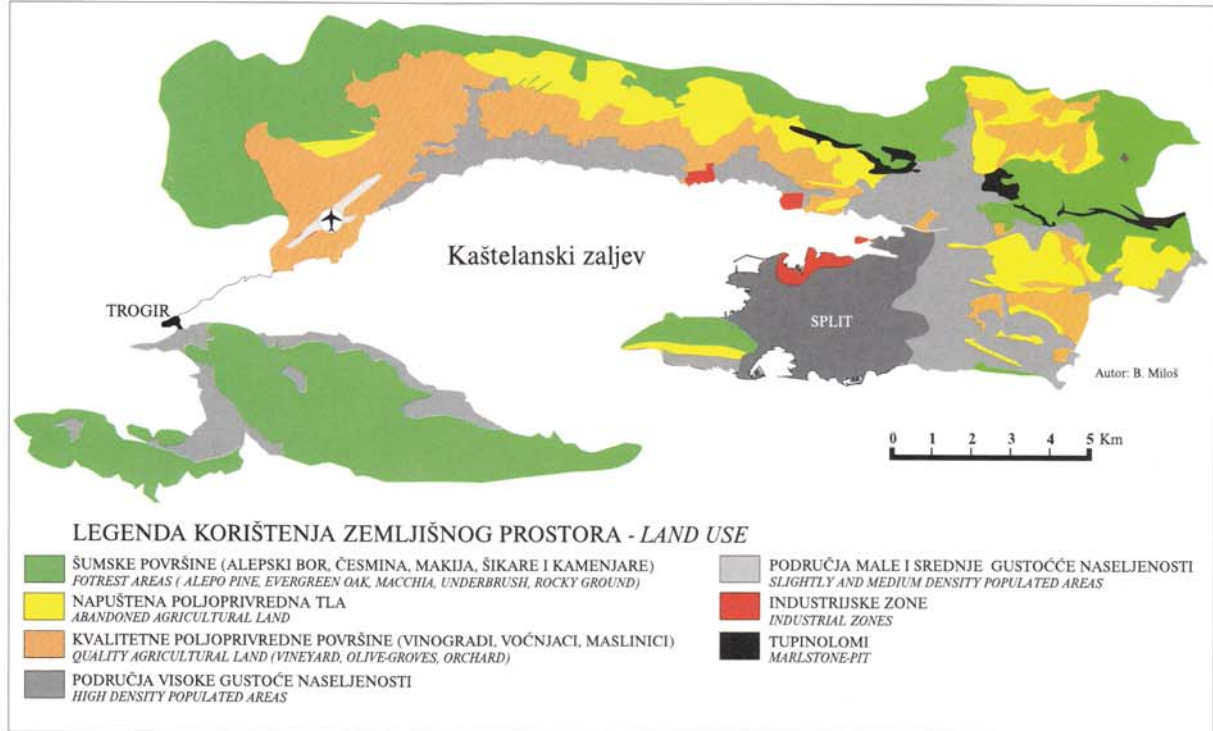 Kaštelanski zaljev
TROGIR
SPLIT
Autor: B. Miloš
0 1 2 3 4 5 Km
LEGENDA KORIŠTENJA ZEMLJIŠNOG PROSTORA - LAND USE
ŠUMSKE POVRŠINE (ALEPSKI BOR, ČESMINA, MAKIJA, ŠIKARE I KAMENJARE)
FOTREST AREAS ( ALEPO PINE, EVERGREEN OAK, MACCHIA, UNDERBRUSH, ROCKY GROUND)
NAPUŠTENA POLJOPRIVREDNA TLA
ABANDONED AGRICULTURAL LAND
KVALITETNE POLJOPRIVREDNE POVRŠINE (VINOGRADI, VOĆNJACI, MASLINICI)
QUALITY AGRICULTURAL LAND (VINEYARD, OLIVE-GROVES, ORCHARD)
PODRUČJA VISOKE GUSTOĆE NASELJENOSTI
HIGH DENSITY POPULATED AREAS
PODRUČJA MALE I SREDNJE GUSTOĆĆE NASELJENOSTI
SLIGHTLY AND MEDIUM DENSITY POPULATED AREAS
INDUSTRIJSKE ZONE
INDUSTRIAL ZONES
TUPINOLOMI
MARLSTONE-PIT